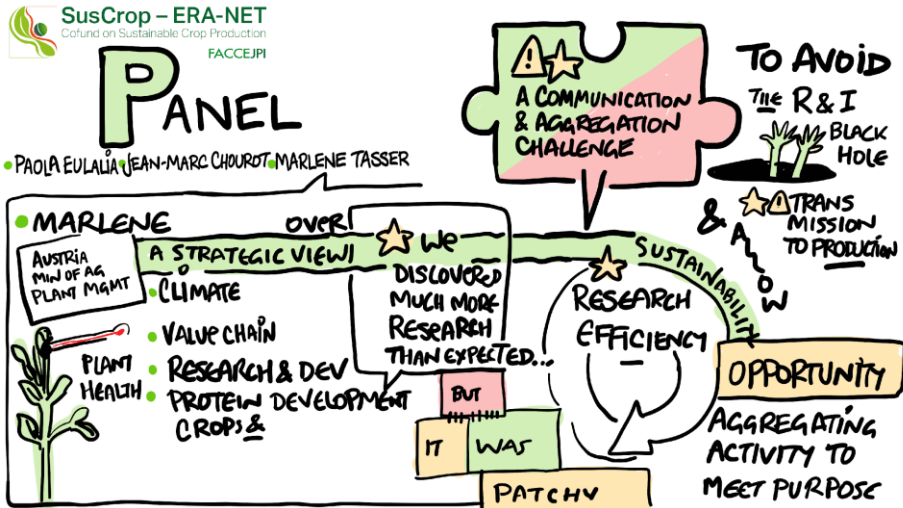 SusCrop – ERA-NET
Cofund on Sustainable Crop Production
FACCEJPI
PANEL
• PAOLA EULALIA • JEAN-MARC CHOUROT • MARLENE TASSER
• MARLENE
AUSTRIA
MIN OF AG
PLANT MGMT
OVER!
A STRATEGIC VIEW!
• CLIMATE
• VALUE CHAIN
• RESEARCH & DEV
• PROTEIN DEVELOPMENT
CROPS &
PLANT
HEALTH
WE
DISCOVERED
MUCH MORE
RESEARCH
THAN EXPECTED...
BUT
IT WAS
PATCHY
A COMMUNICATION
& AGGREGATION
CHALLENGE
RESEARCH
EFFICIENCY
SUSTAINABILITY
TO AVOID
THE R & I
BLACK
HOLE
& ALLOW
TRANS
MISSION
TO PRODUCTION
OPPORTUNITY
AGGREGATING
ACTIVITY TO
MEET PURPOSE